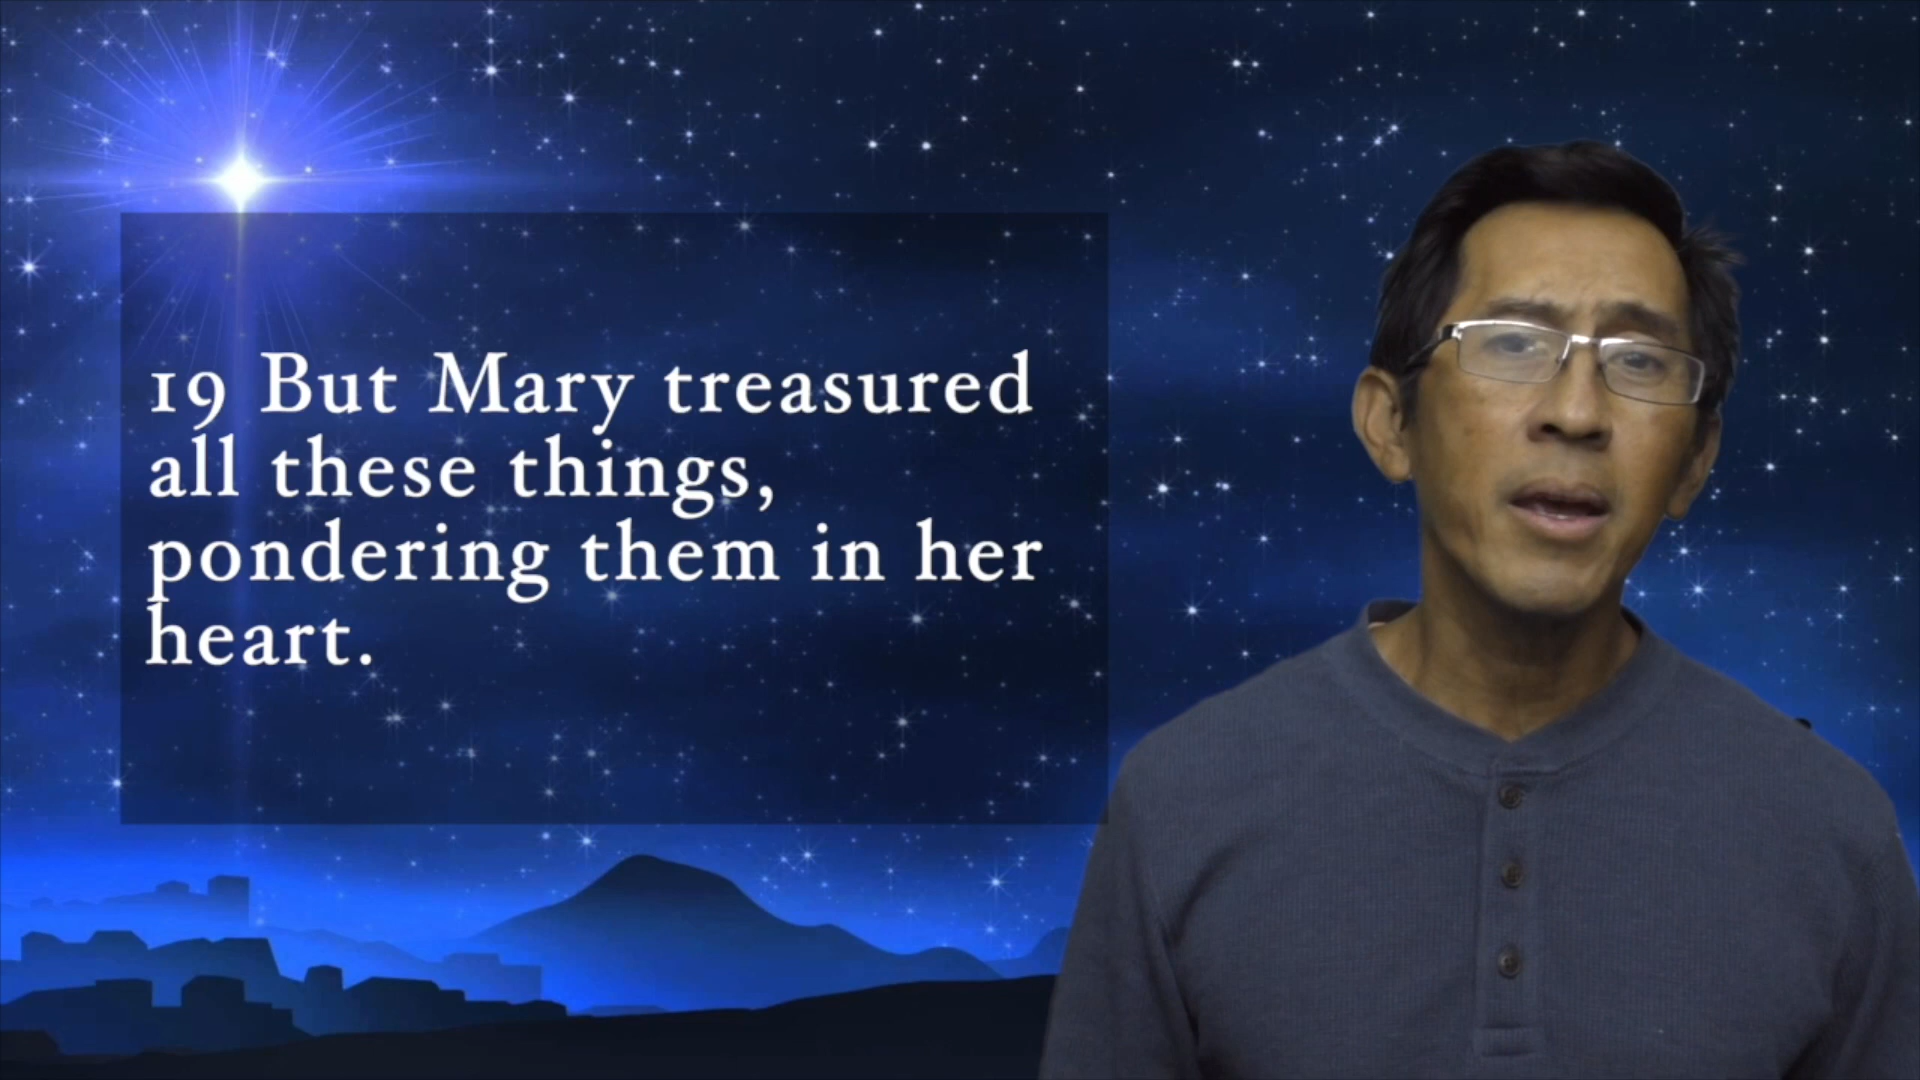 19 But Mary treasured
all these things,
pondering them in her
heart.